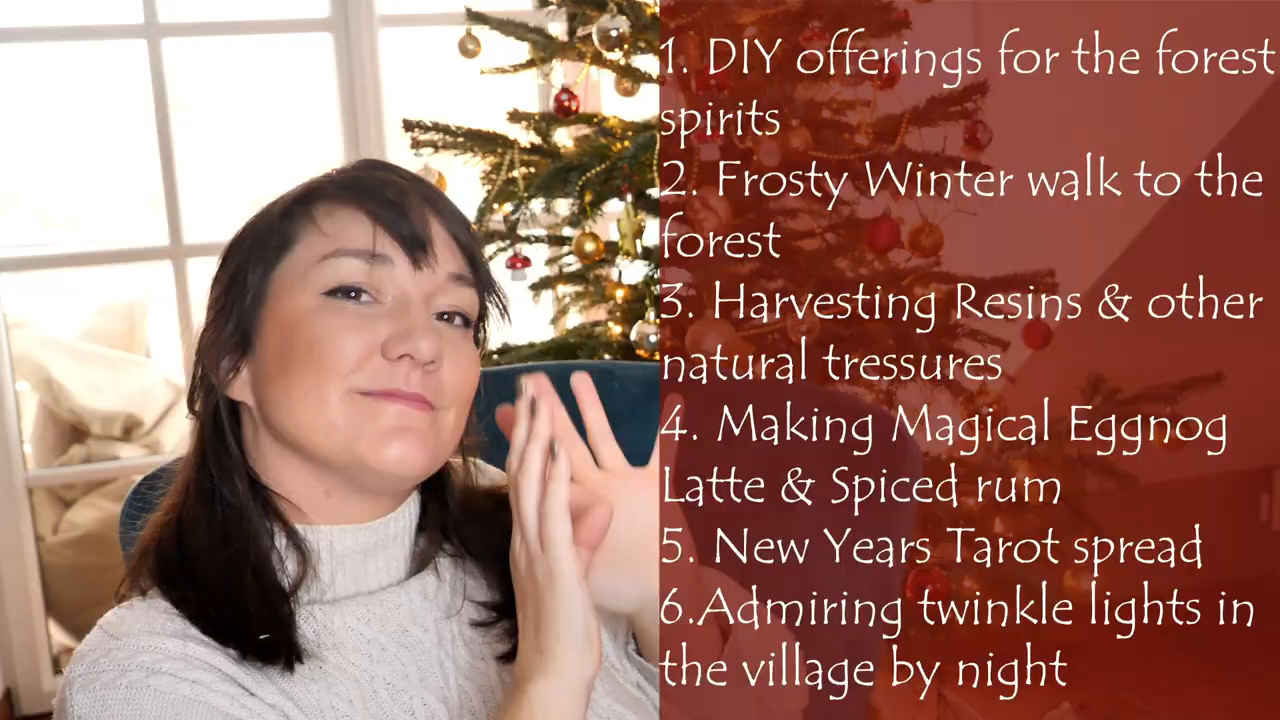 1. DIY offerings for the forest
spirits
2. Frosty Winter walk to the
forest
3. Harvesting Resins & other
natural tressures
4. Making Magical Eggnog
Latte & Spiced rum
5. New Years Tarot spread
6.Admiring twinkle lights in
the village by night